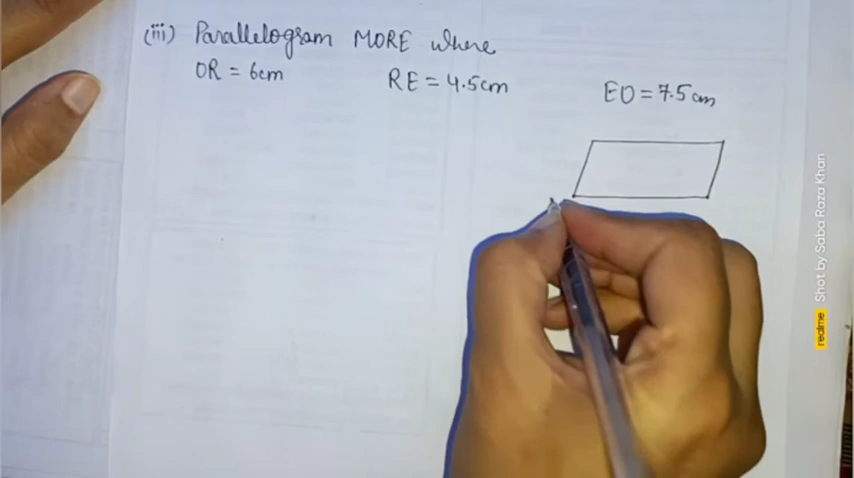 (iii) Parallelogram MORE where
OR = 6cm RE = 4.5cm EO = 7.5cm
realme Shot by Saba Raza Khan